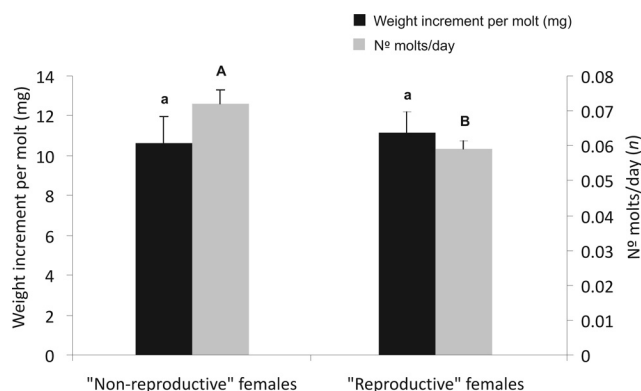 Weight increment per molt (mg)
Nº molts/day
Weight increment per molt (mg)
14
12
10
8
6
4
2
0
a
A
a
B
0.08
0.07
0.06
0.05
0.04
0.03
0.02
0.01
0
Nº molts/day (n)
"Non-reproductive" females
"Reproductive" females